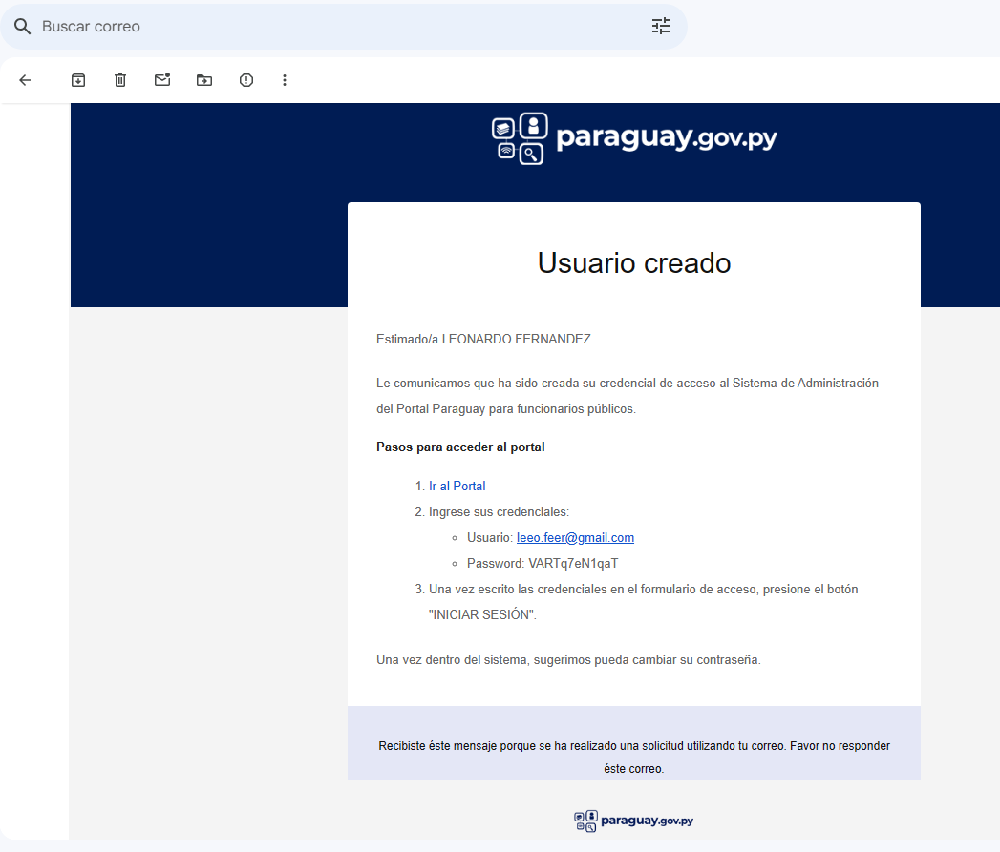 Buscar correo
paraguay.gov.py
Usuario creado
Estimado/a LEONARDO FERNANDEZ.
Le comunicamos que ha sido creada su credencial de acceso al Sistema de Administración
del Portal Paraguay para funcionarios públicos.
Pasos para acceder al portal
1. Ir al Portal
2. Ingrese sus credenciales:
◦ Usuario: leeo.feer@gmail.com
◦ Password: VARTq7eN1qaT
3. Una vez escrito las credenciales en el formulario de acceso, presione el botón
"INICIAR SESIÓN".
Una vez dentro del sistema, sugerimos pueda cambiar su contraseña.
Recibiste éste mensaje porque se ha realizado una solicitud utilizando tu correo. Favor no responder
éste correo.
paraguay.gov.py